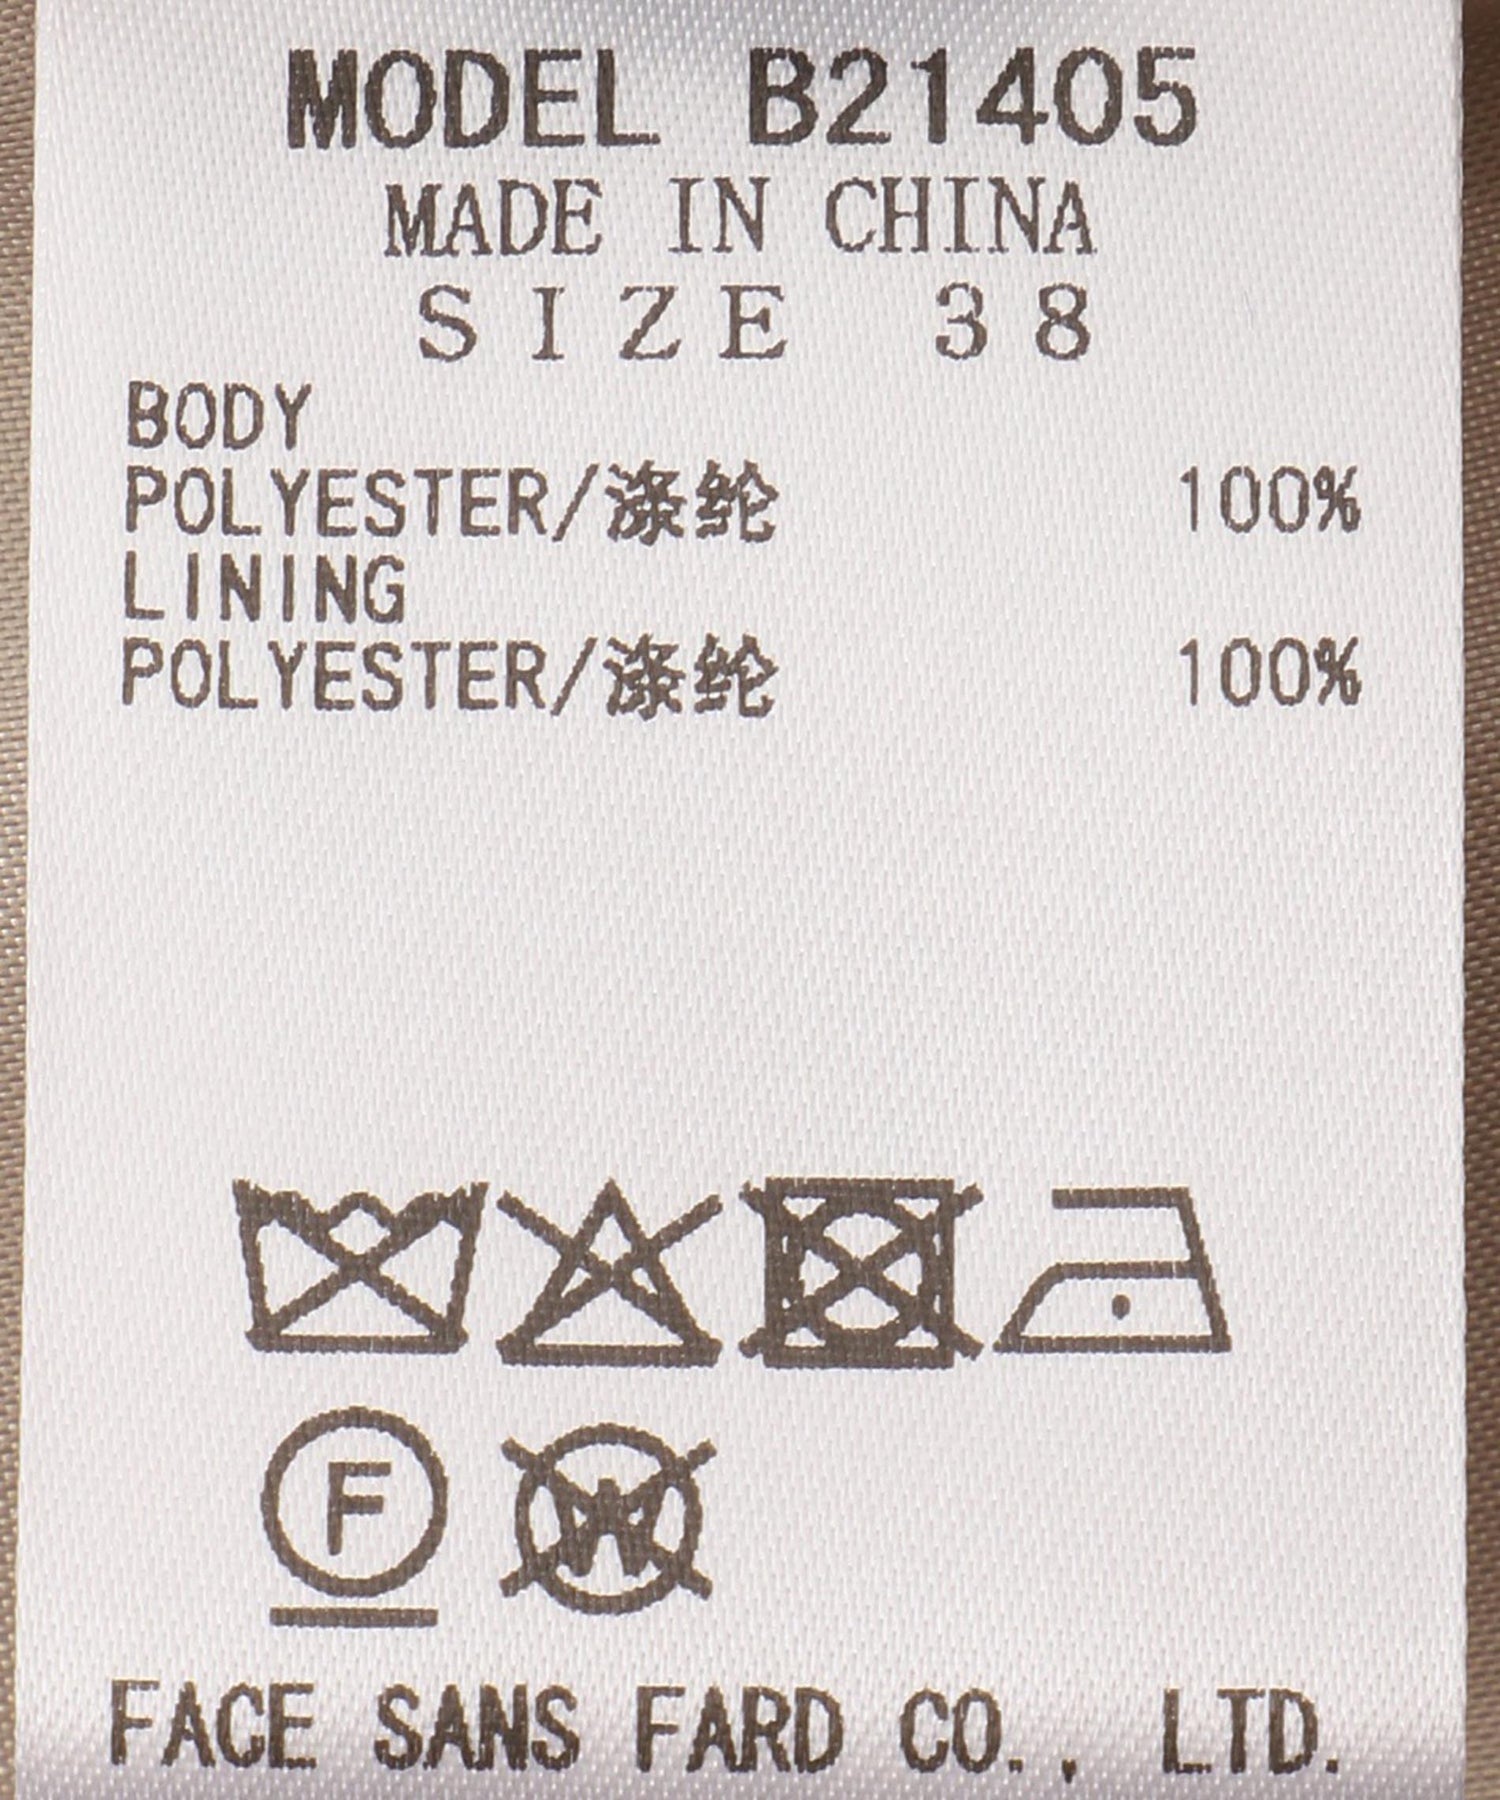 MODEL B21405
MADE IN CHINA
SIZE 38
BODY
POLYESTER/涤纶 100%
LINING
POLYESTER/涤纶 100%
F W
FACE SANS FARD CO., LTD.